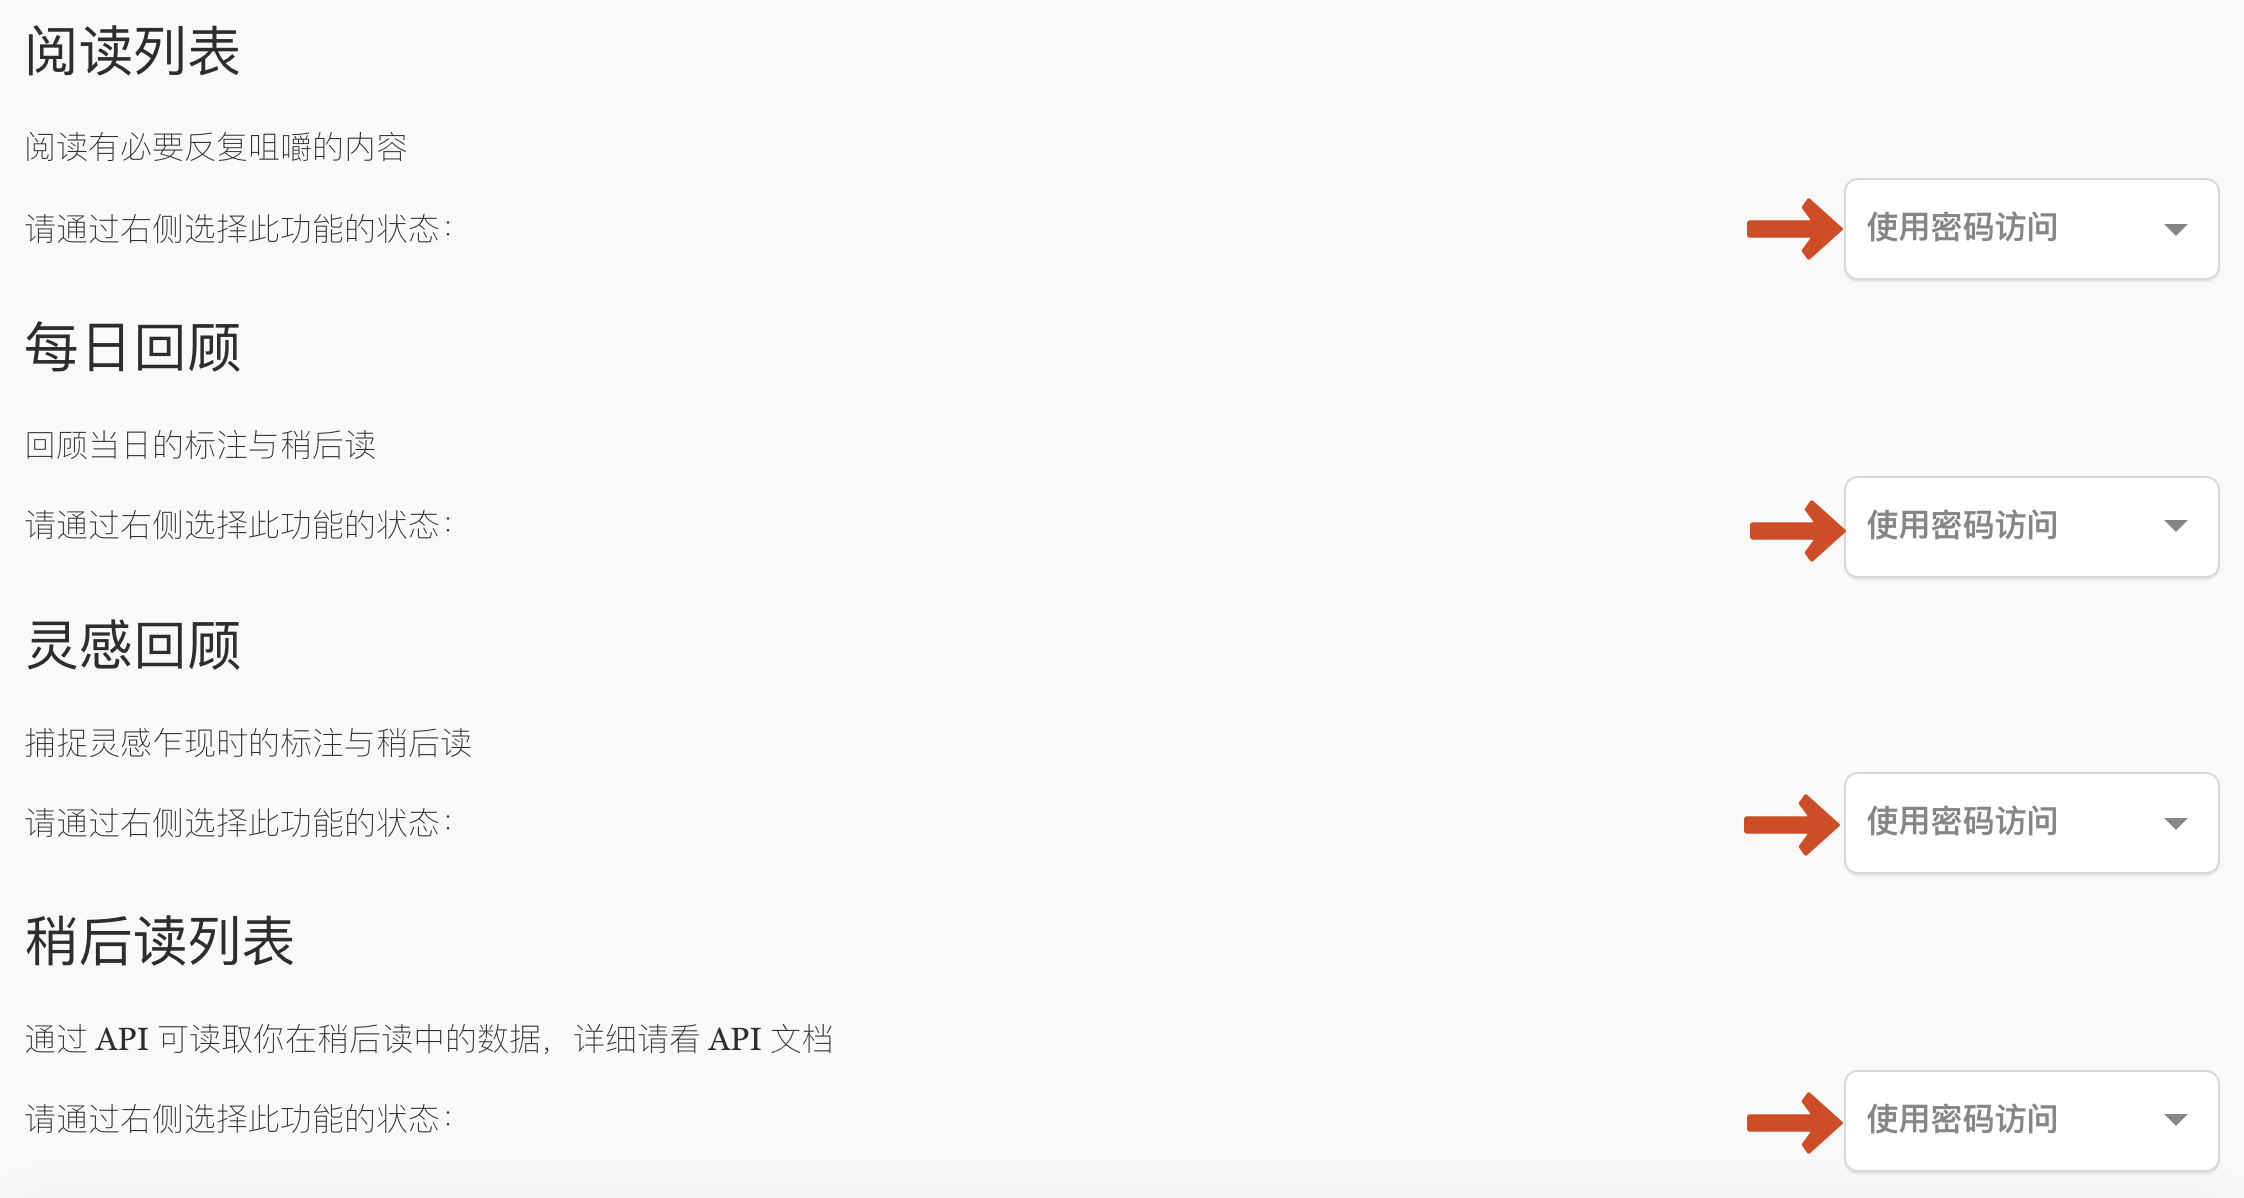 阅读列表
阅读有必要反复咀嚼的内容
请通过右侧选择此功能的状态：
使用密码访问
每日回顾
回顾当日的标注与稍后读
请通过右侧选择此功能的状态：
使用密码访问
灵感回顾
捕捉灵感乍现时的标注与稍后读
请通过右侧选择此功能的状态：
使用密码访问
稍后读列表
通过 API 可读取你在稍后读中的数据，详细请看 API 文档
请通过右侧选择此功能的状态：
使用密码访问